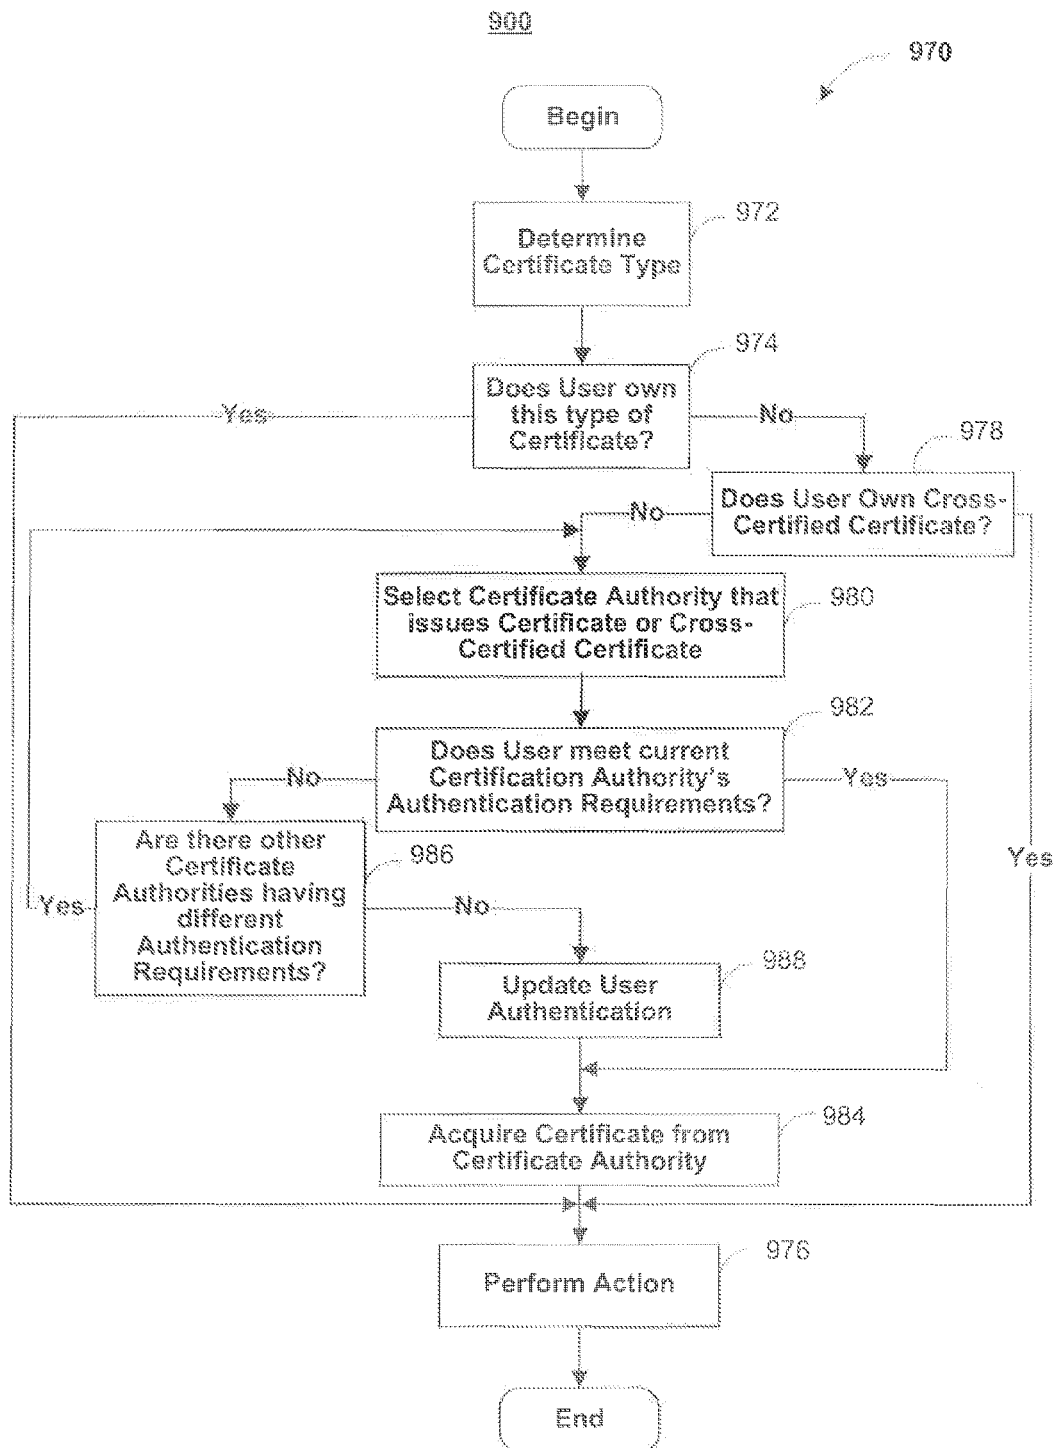 900
970
Begin
972
Determine
Certificate Type
974
Does User own
this type of
Certificate?
Yes
No
978
Does User Own Cross-
Certified Certificate?
No
Select Certificate Authority that
issues Certificate or Cross-
Certified Certificate
980
982
Does User meet current
Certification Authority's
Authentication Requirements?
No
Yes
Are there other
Certificate
Authorities having
different
Authentication
Requirements?
986
Yes
Yes
No
988
Update User
Authentication
984
Acquire Certificate from
Certificate Authority
976
Perform Action
End